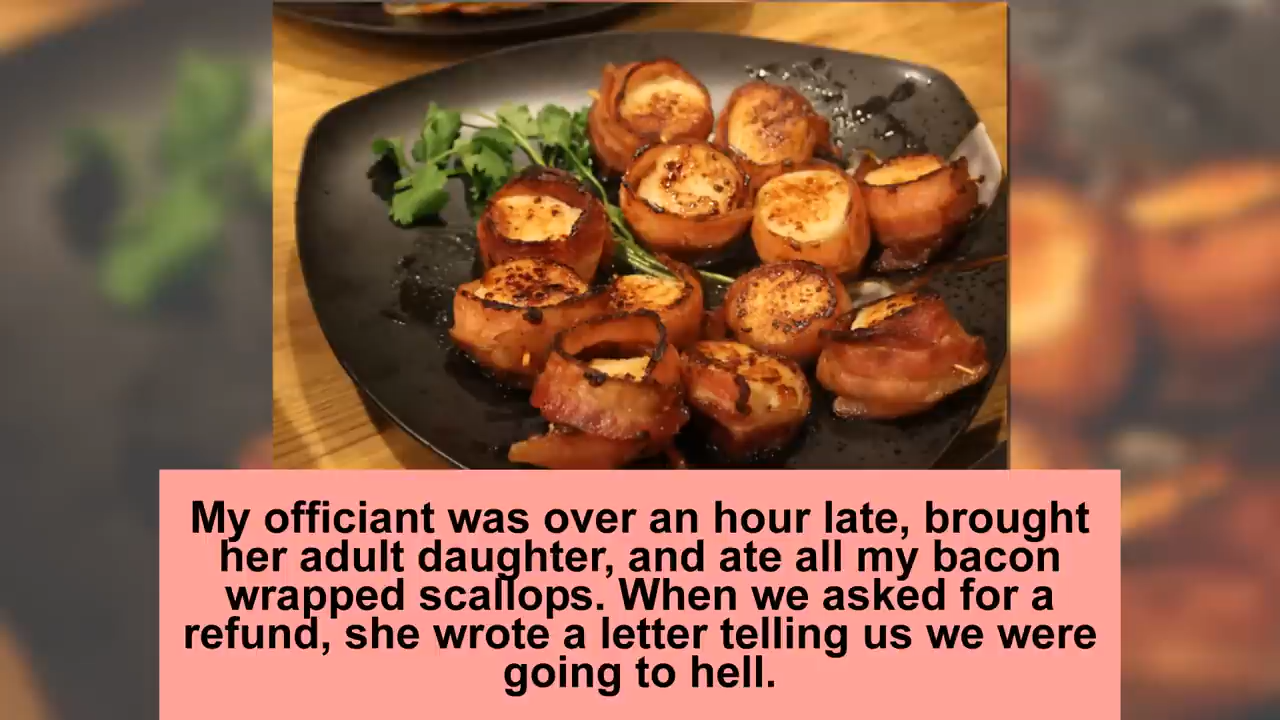 My officiant was over an hour late, brought
her adult daughter, and ate all my bacon
wrapped scallops. When we asked for a
refund, she wrote a letter telling us we were
going to hell.